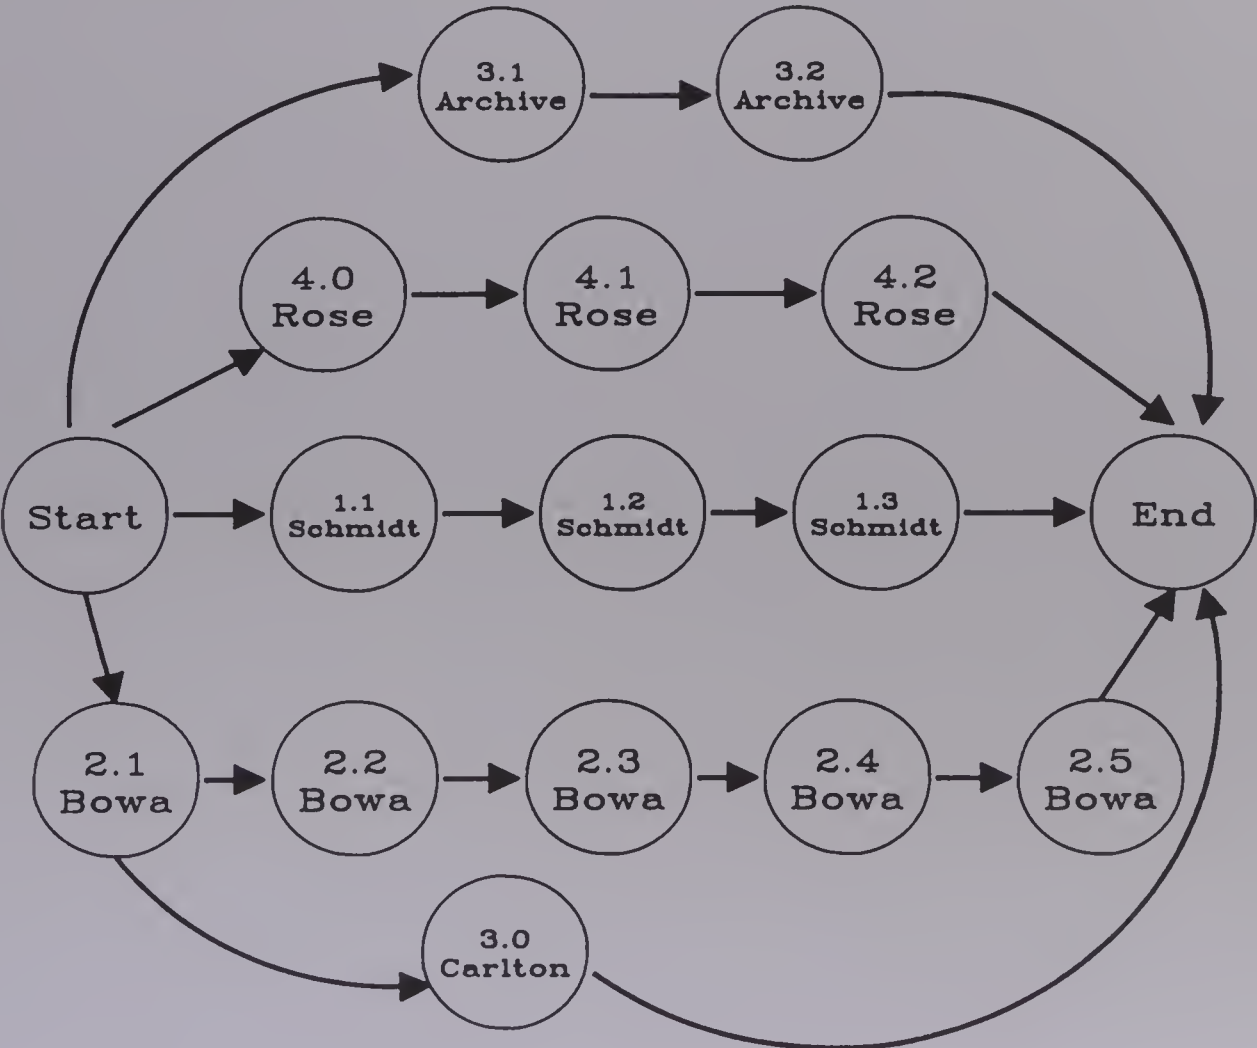 3.1
Archive
3.2
Archive
4.0
Rose
4.1
Rose
4.2
Rose
Start
1.1
Schmidt
1.2
Schmidt
1.3
Schmidt
End
2.1
Bowa
2.2
Bowa
2.3
Bowa
2.4
Bowa
2.5
Bowa
3.0
Carlton